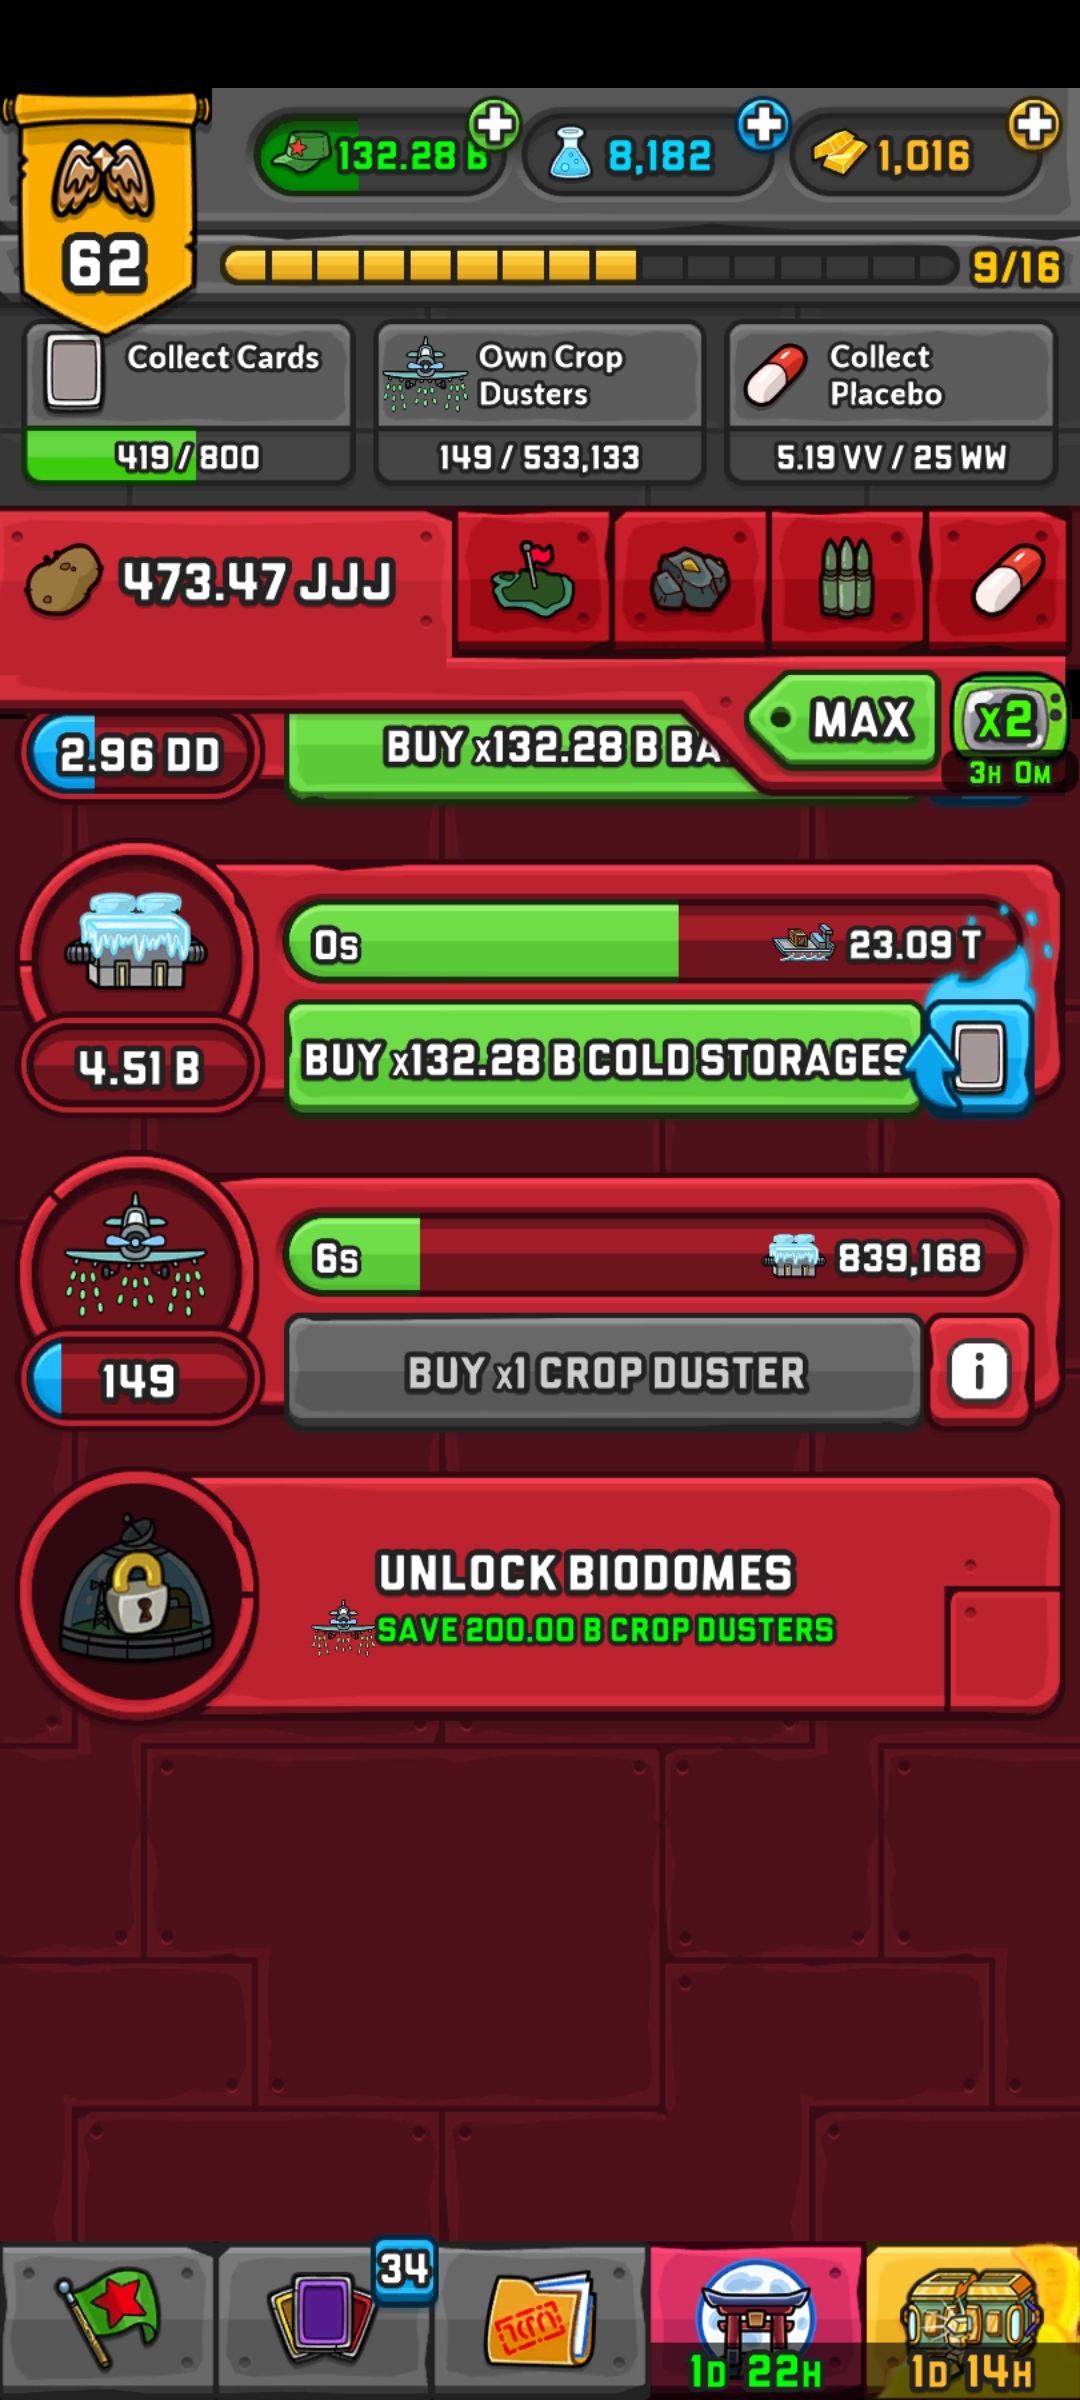 132.28 B
8,182
1,016
62
9/16
Collect Cards
419 / 800
Own Crop
Dusters
149 / 533,133
Collect
Placebo
5.19 VV / 25 WW
473.47 JJJ
MAX
x2
3H 0M
2.96 DD
BUY x132.28 B BA
0s
23.09 T
4.51 B
BUY x132.28 B COLD STORAGES
6s
839,168
149
BUY x1 CROP DUSTER
i
UNLOCK BIODOMES
SAVE 200.00 B CROP DUSTERS
34
1D 22H
1D 14H